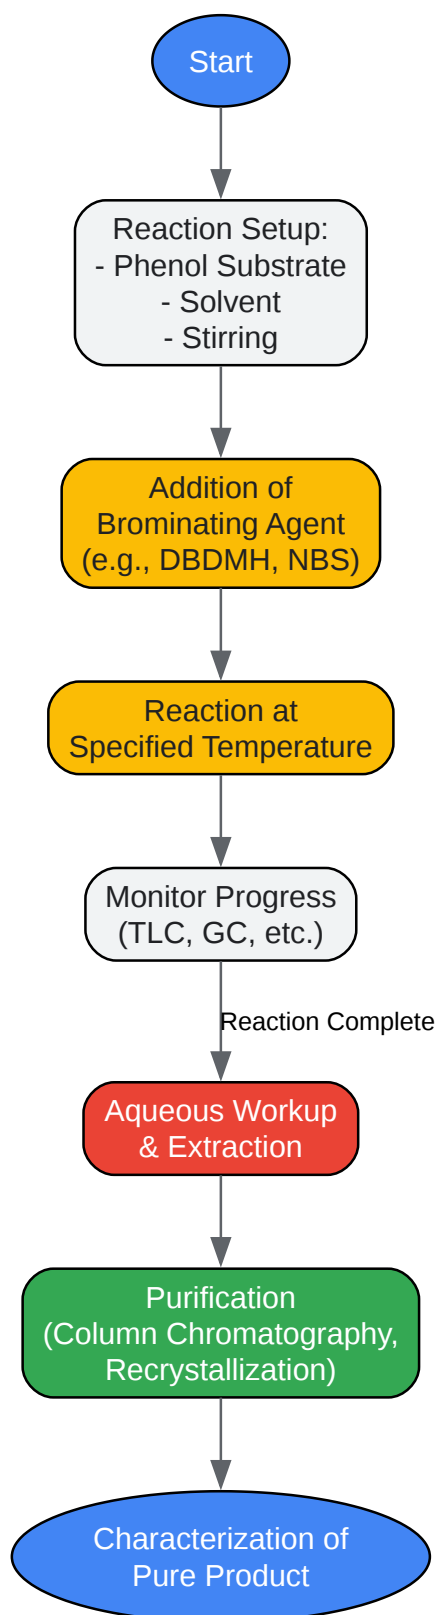 Start
Reaction Setup:
- Phenol Substrate
- Solvent
- Stirring
Addition of
Brominating Agent
(e.g., DBDMH, NBS)
Reaction at
Specified Temperature
Monitor Progress
(TLC, GC, etc.)
Reaction Complete
Aqueous Workup
& Extraction
Purification
(Column Chromatography,
Recrystallization)
Characterization of
Pure Product